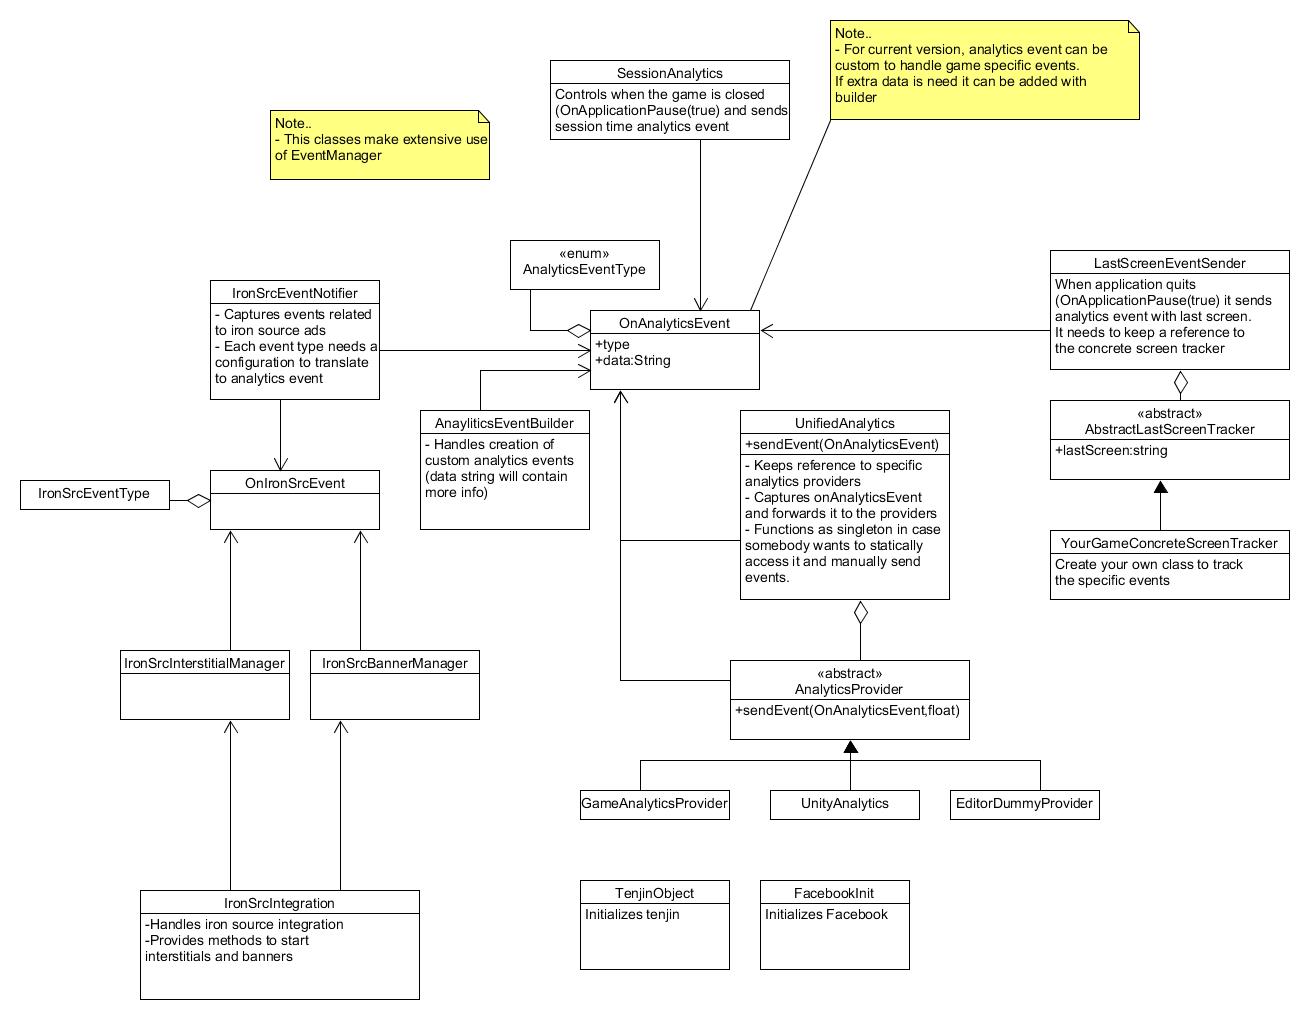 Note..
- For current version, analytics event can be
custom to handle game specific events.
If extra data is need it can be added with
builder
SessionAnalytics
Controls when the game is closed
(OnApplicationPause(true) and sends
session time analytics event
Note..
- This classes make extensive use
of EventManager
«enum»
AnalyticsEventType
LastScreenEventSender
When application quits
(OnApplicationPause(true) it sends
analytics event with last screen.
It needs to keep a reference to
the concrete screen tracker
IronSrcEventNotifier
- Captures events related
to iron source ads
- Each event type needs a
configuration to translate
to analytics event
OnAnalyticsEvent
+type
+data:String
AnayliticsEventBuilder
- Handles creation of
custom analytics events
(data string will contain
more info)
UnifiedAnalytics
+sendEvent(OnAnalyticsEvent)
- Keeps reference to specific
analytics providers
- Captures onAnalyticsEvent
and forwards it to the providers
- Functions as singleton in case
somebody wants to statically
access it and manually send
events.
«abstract»
AbstractLastScreenTracker
+lastScreen:string
IronSrcEventType
OnIronSrcEvent
YourGameConcreteScreenTracker
Create your own class to track
the specific events
IronSrcInterstitialManager
IronSrcBannerManager
«abstract»
AnalyticsProvider
+sendEvent(OnAnalyticsEvent,float)
GameAnalyticsProvider
UnityAnalytics
EditorDummyProvider
IronSrcIntegration
-Handles iron source integration
-Provides methods to start
interstitials and banners
TenjinObject
Initializes tenjin
FacebookInit
Initializes Facebook